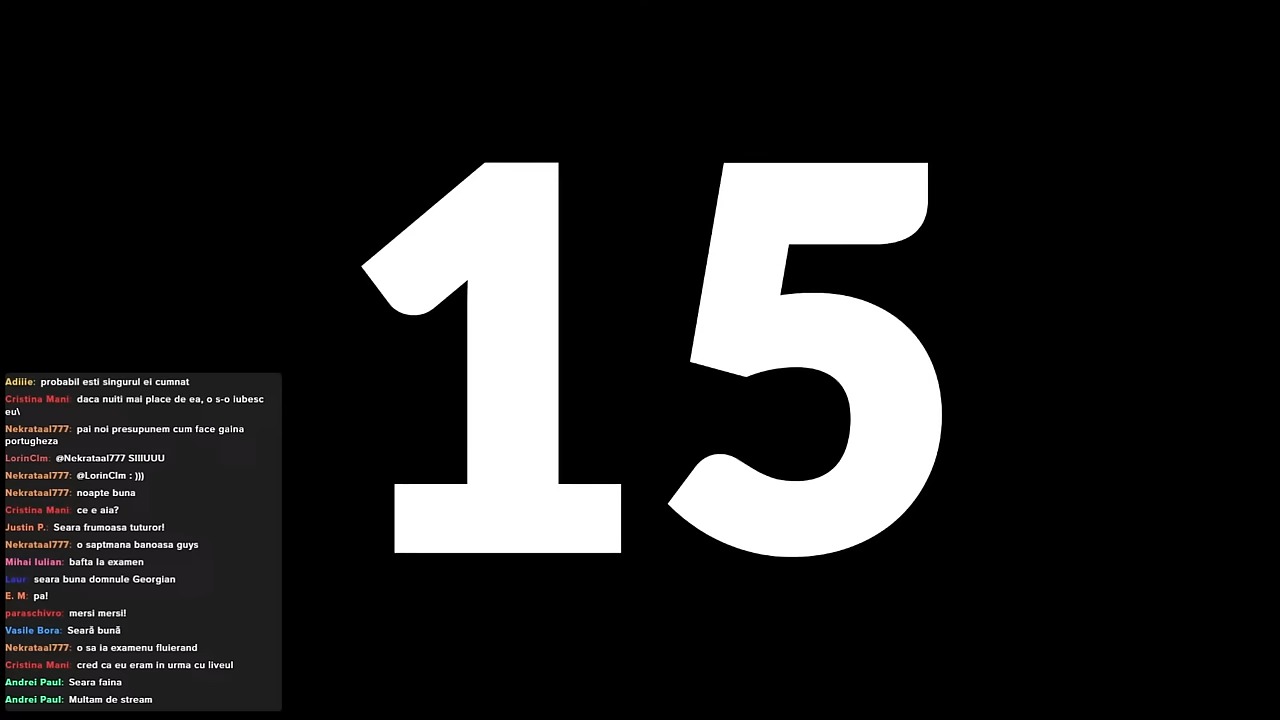 15
Adiiie: probabil esti singurul ei cumnat
Cristina Mani: daca nuiti mai place de ea, o s-o iubesc
eu\
Nekrataal777: pai noi presupunem cum face gaina
portugheza
LorinClm: @Nekrataal777 SIIIUUU
Nekrataal777: @LorinClm : )))
Nekrataal777: noapte buna
Cristina Mani: ce e aia?
Justin P.: Seara frumoasa tuturor!
Nekrataal777: o saptmana banoasa guys
Mihai Iulian: bafta la examen
Laur: seara buna domnule Georgian
E. M: pa!
paraschivro: mersi mersi!
Vasile Bora: Seară bună
Nekrataal777: o sa ia examenu fluierand
Cristina Mani: cred ca eu eram in urma cu liveul
Andrei Paul: Seara faina
Andrei Paul: Multam de stream